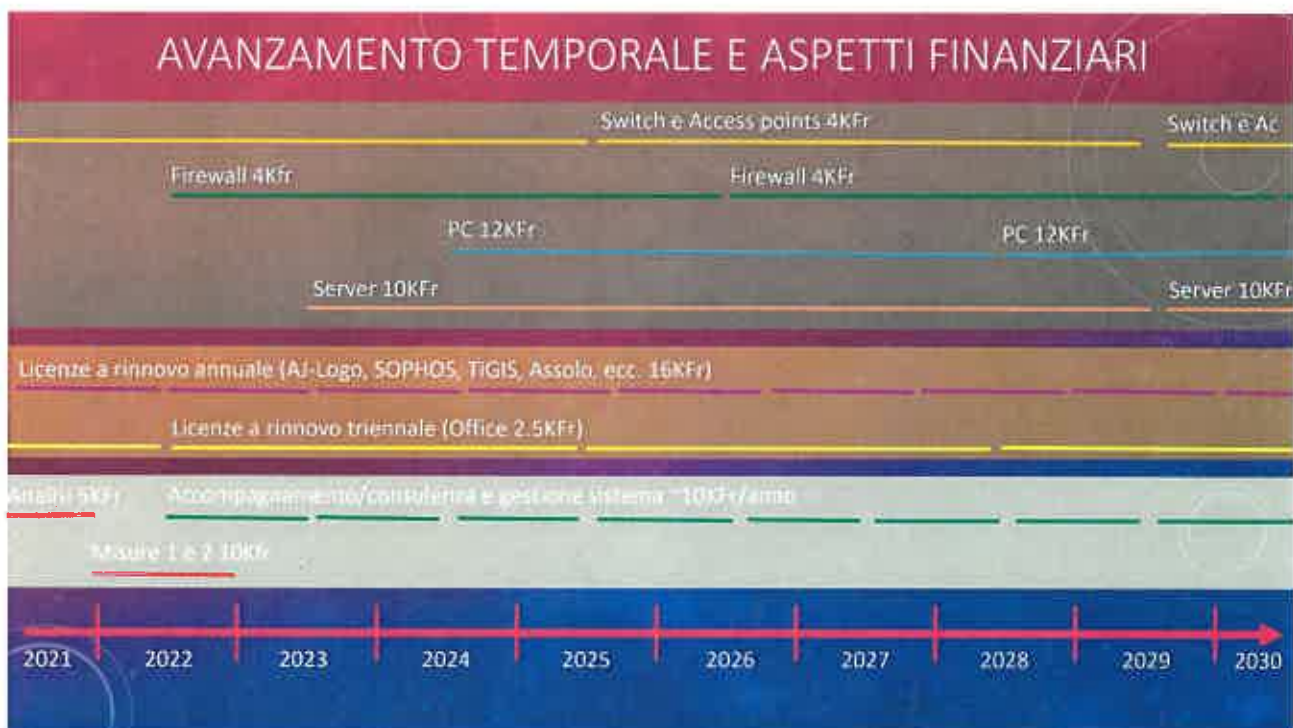 AVANZAMENTO TEMPORALE E ASPETTI FINANZIARI
Switch e Access points 4KFr
Switch e Ac
Firewall 4Kfr
Firewall 4KFr
PC 12KFr
PC 12KFr
Server 10KFr
Server 10KFr
Licenze a rinnovo annuale (AJ-Logo, SOPHOS, TiGIS, Assolo, ecc. 16KFr)
Licenze a rinnovo triennale (Office 2.5KFr)
Analisi 5KFr
Accompagnamento/consulenza e gestione sistema ~10KFr/anno
Misure 1 e 2 10Kfr
2021 2022 2023 2024 2025 2026 2027 2028 2029 2030